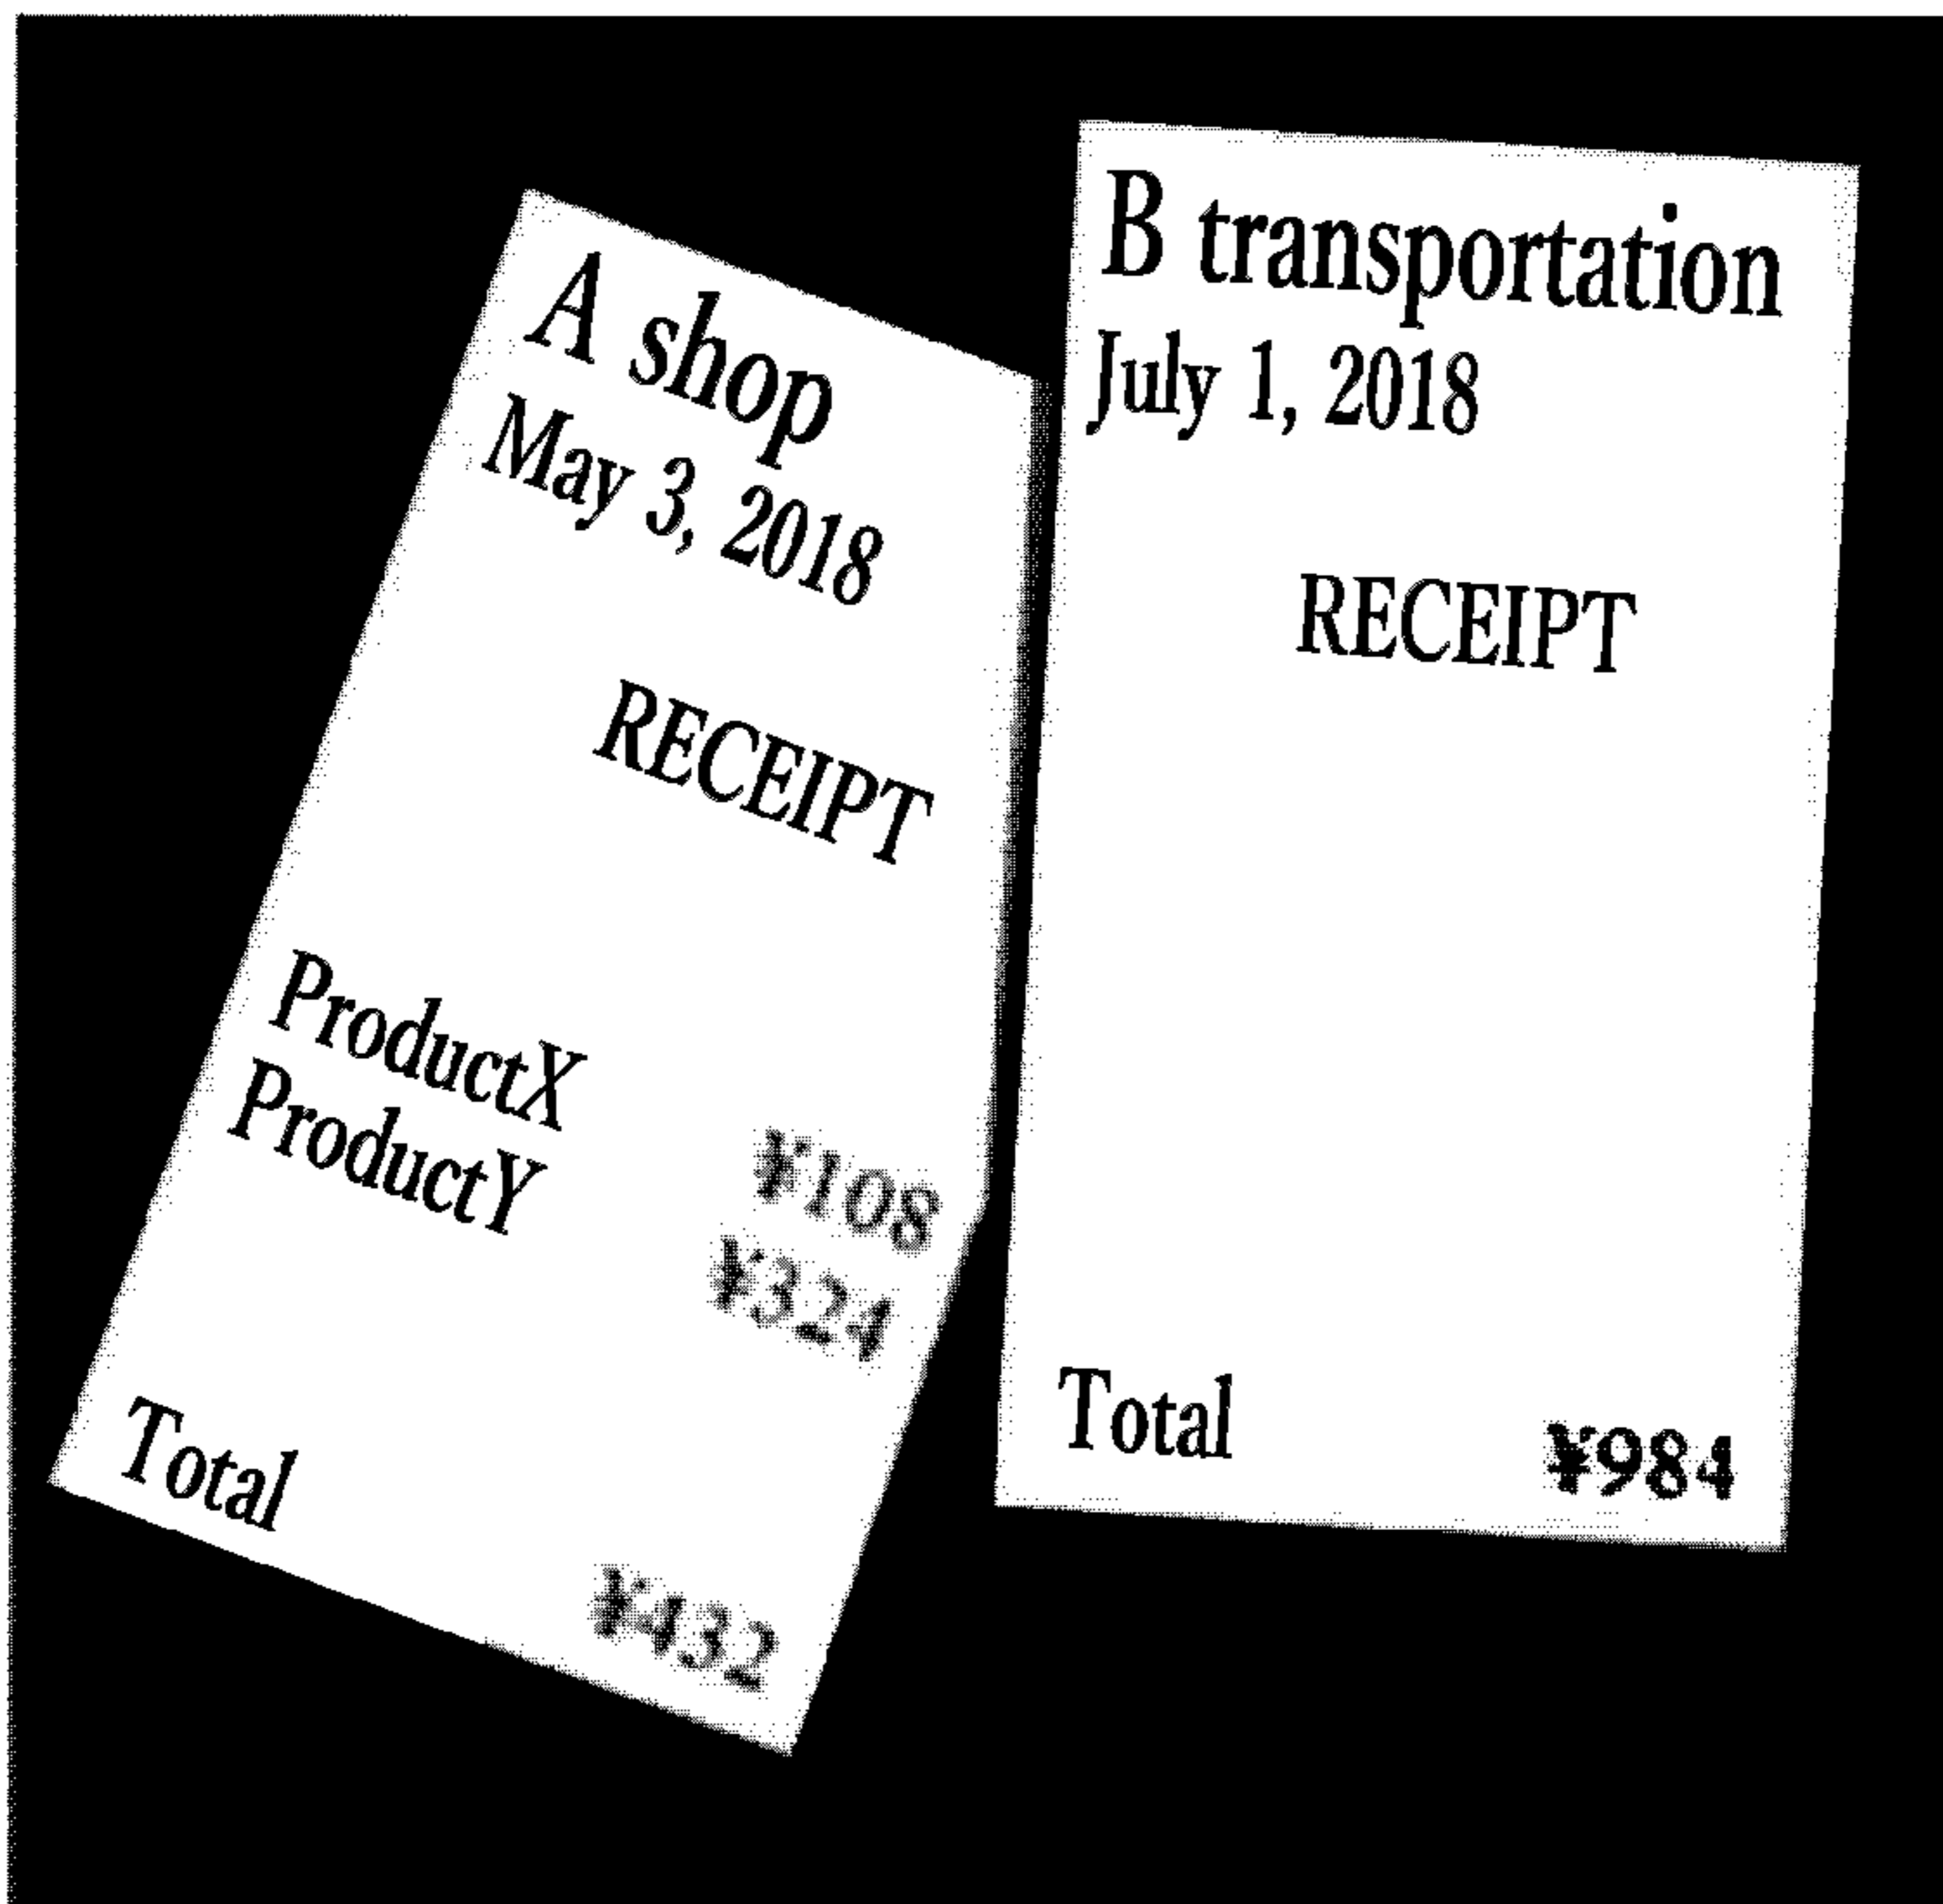 A shop
May 3, 2018
RECEIPT
ProductX ¥108
ProductY ¥324
Total ¥432
B transportation
July 1, 2018
RECEIPT
Total ¥984